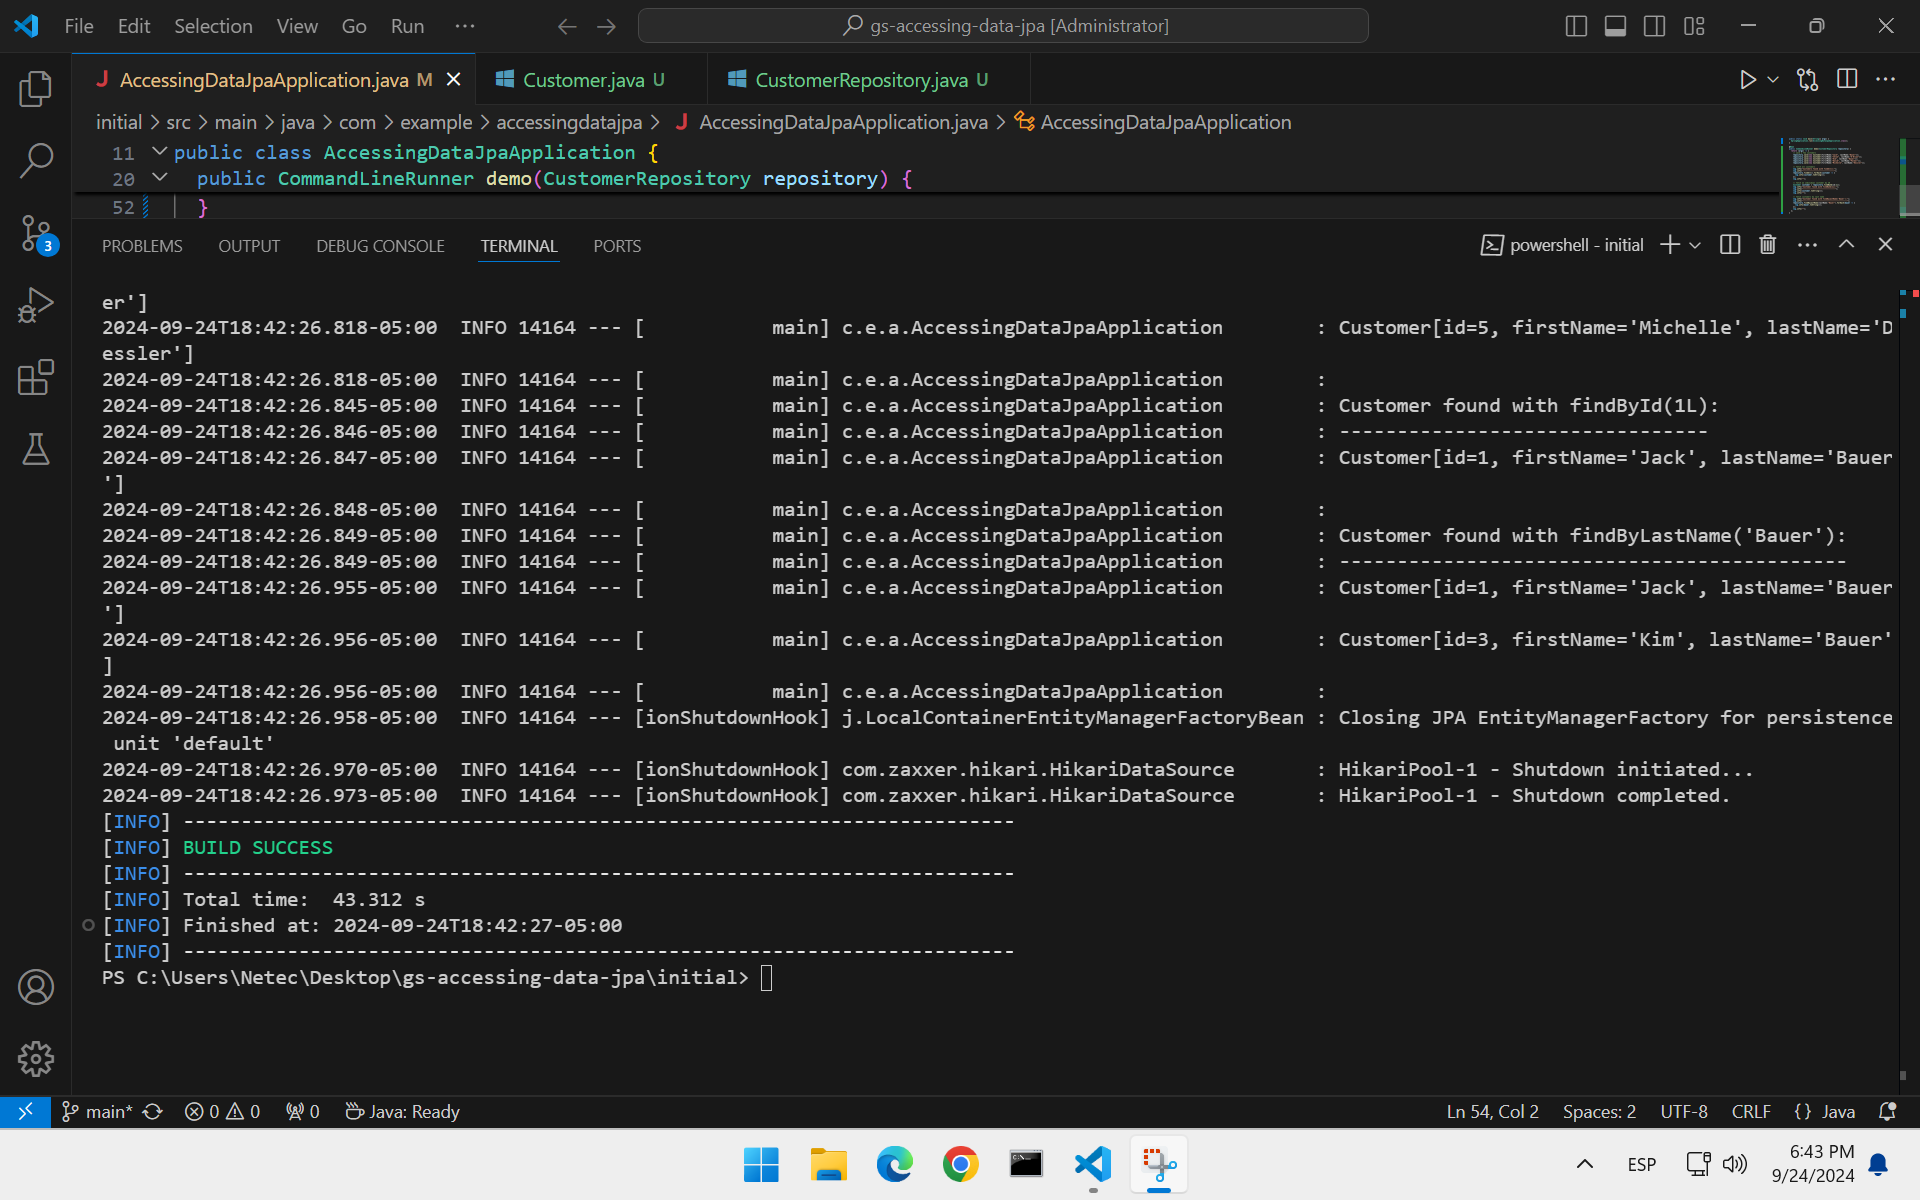 File Edit Selection View Go Run ··· gs-accessing-data-jpa [Administrator]
AccessingDataJpaApplication.java M Customer.java U CustomerRepository.java U
initial > src > main > java > com > example > accessingdatajpa > AccessingDataJpaApplication.java > AccessingDataJpaApplication
11 public class AccessingDataJpaApplication {
20 public CommandLineRunner demo(CustomerRepository repository) {
52 }
3
PROBLEMS OUTPUT DEBUG CONSOLE TERMINAL PORTS powershell - initial
er']
2024-09-24T18:42:26.818-05:00  INFO 14164 --- [           main] c.e.a.AccessingDataJpaApplication        : Customer[id=5, firstName='Michelle', lastName='D
essler']
2024-09-24T18:42:26.818-05:00  INFO 14164 --- [           main] c.e.a.AccessingDataJpaApplication        :
2024-09-24T18:42:26.845-05:00  INFO 14164 --- [           main] c.e.a.AccessingDataJpaApplication        : Customer found with findById(1L):
2024-09-24T18:42:26.846-05:00  INFO 14164 --- [           main] c.e.a.AccessingDataJpaApplication        : --------------------------------
2024-09-24T18:42:26.847-05:00  INFO 14164 --- [           main] c.e.a.AccessingDataJpaApplication        : Customer[id=1, firstName='Jack', lastName='Bauer
']
2024-09-24T18:42:26.848-05:00  INFO 14164 --- [           main] c.e.a.AccessingDataJpaApplication        :
2024-09-24T18:42:26.849-05:00  INFO 14164 --- [           main] c.e.a.AccessingDataJpaApplication        : Customer found with findByLastName('Bauer'):
2024-09-24T18:42:26.849-05:00  INFO 14164 --- [           main] c.e.a.AccessingDataJpaApplication        : --------------------------------------------
2024-09-24T18:42:26.955-05:00  INFO 14164 --- [           main] c.e.a.AccessingDataJpaApplication        : Customer[id=1, firstName='Jack', lastName='Bauer
']
2024-09-24T18:42:26.956-05:00  INFO 14164 --- [           main] c.e.a.AccessingDataJpaApplication        : Customer[id=3, firstName='Kim', lastName='Bauer'
]
2024-09-24T18:42:26.956-05:00  INFO 14164 --- [           main] c.e.a.AccessingDataJpaApplication        :
2024-09-24T18:42:26.958-05:00  INFO 14164 --- [ionShutdownHook] j.LocalContainerEntityManagerFactoryBean : Closing JPA EntityManagerFactory for persistence
unit 'default'
2024-09-24T18:42:26.970-05:00  INFO 14164 --- [ionShutdownHook] com.zaxxer.hikari.HikariDataSource       : HikariPool-1 - Shutdown initiated...
2024-09-24T18:42:26.973-05:00  INFO 14164 --- [ionShutdownHook] com.zaxxer.hikari.HikariDataSource       : HikariPool-1 - Shutdown completed.
[INFO] ------------------------------------------------------------------------
[INFO] BUILD SUCCESS
[INFO] ------------------------------------------------------------------------
[INFO] Total time:  43.312 s
[INFO] Finished at: 2024-09-24T18:42:27-05:00
[INFO] ------------------------------------------------------------------------
PS C:\Users\Netec\Desktop\gs-accessing-data-jpa\initial>
main* 0 0 0 Java: Ready Ln 54, Col 2 Spaces: 2 UTF-8 CRLF {} Java
ESP 6:43 PM
9/24/2024